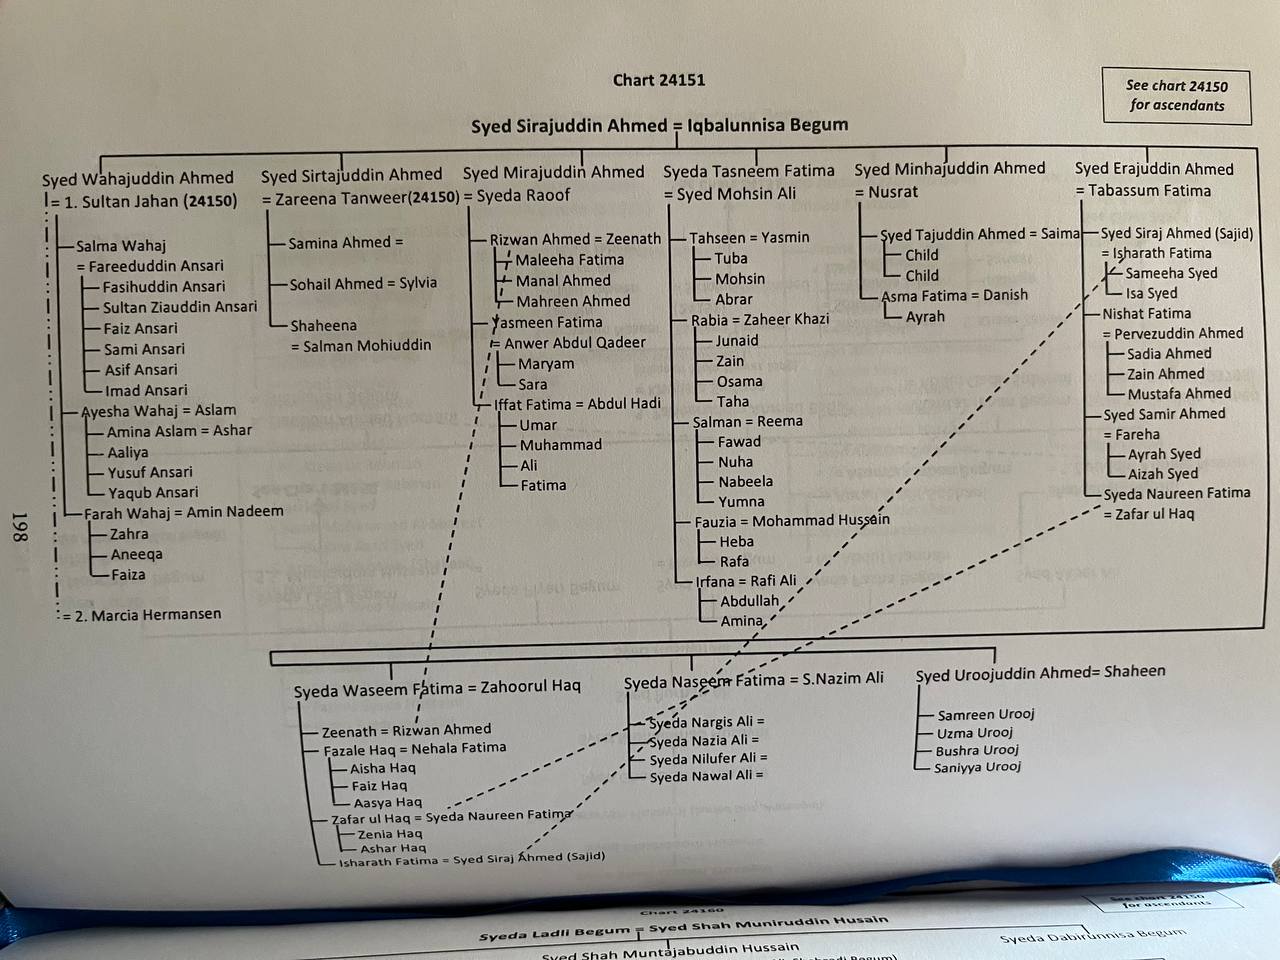 Chart 24151
See chart 24150
for ascendants
Syed Sirajuddin Ahmed = Iqbalunnisa Begum
Syed Wahajuddin Ahmed
= 1. Sultan Jahan (24150)
Salma Wahaj
= Fareeduddin Ansari
Fasihuddin Ansari
Sultan Ziauddin Ansari
Faiz Ansari
Sami Ansari
Asif Ansari
Imad Ansari
Ayesha Wahaj = Aslam
Amina Aslam = Ashar
Aaliya
Yusuf Ansari
Yaqub Ansari
Farah Wahaj = Amin Nadeem
Zahra
Aneeqa
Faiza
= 2. Marcia Hermansen
Syed Sirtajuddin Ahmed
= Zareena Tanweer(24150)
Samina Ahmed =
Sohail Ahmed = Sylvia
Shaheena
= Salman Mohiuddin
Syed Mirajuddin Ahmed
= Syeda Raoof
Rizwan Ahmed = Zeenath
Maleeha Fatima
Manal Ahmed
Mahreen Ahmed
Yasmeen Fatima
= Anwer Abdul Qadeer
Maryam
Sara
Iffat Fatima = Abdul Hadi
Umar
Muhammad
Ali
Fatima
Syeda Tasneem Fatima
= Syed Mohsin Ali
Tahseen = Yasmin
Tuba
Mohsin
Abrar
Rabia = Zaheer Khazi
Junaid
Zain
Osama
Taha
Salman = Reema
Fawad
Nuha
Nabeela
Yumna
Fauzia = Mohammad Hussain
Heba
Rafa
Irfana = Rafi Ali
Abdullah
Amina
Syed Minhajuddin Ahmed
= Nusrat
Syed Tajuddin Ahmed = Saima
Child
Child
Asma Fatima = Danish
Ayrah
Syed Erajuddin Ahmed
= Tabassum Fatima
Syed Siraj Ahmed (Sajid)
= Isharath Fatima
Sameeha Syed
Isa Syed
Nishat Fatima
= Pervezuddin Ahmed
Sadia Ahmed
Zain Ahmed
Mustafa Ahmed
Syed Samir Ahmed
= Fareha
Ayrah Syed
Aizah Syed
Syeda Naureen Fatima
= Zafar ul Haq
Syeda Waseem Fatima = Zahoorul Haq
Zeenath = Rizwan Ahmed
Fazale Haq = Nehala Fatima
Aisha Haq
Faiz Haq
Aasya Haq
Zafar ul Haq = Syeda Naureen Fatima
Zenia Haq
Ashar Haq
Isharath Fatima = Syed Siraj Ahmed (Sajid)
Syeda Naseem Fatima = S.Nazim Ali
Syeda Nargis Ali =
Syeda Nazia Ali =
Syeda Nilufer Ali =
Syeda Nawal Ali =
Syed Uroojuddin Ahmed= Shaheen
Samreen Urooj
Uzma Urooj
Bushra Urooj
Saniyya Urooj
198
Chart 24160
See chart 24150
for ascendants
Syeda Ladli Begum = Syed Shah Muniruddin Husain
Syed Shah Muntajabuddin Hussain
Syeda Dabirunnisa Begum